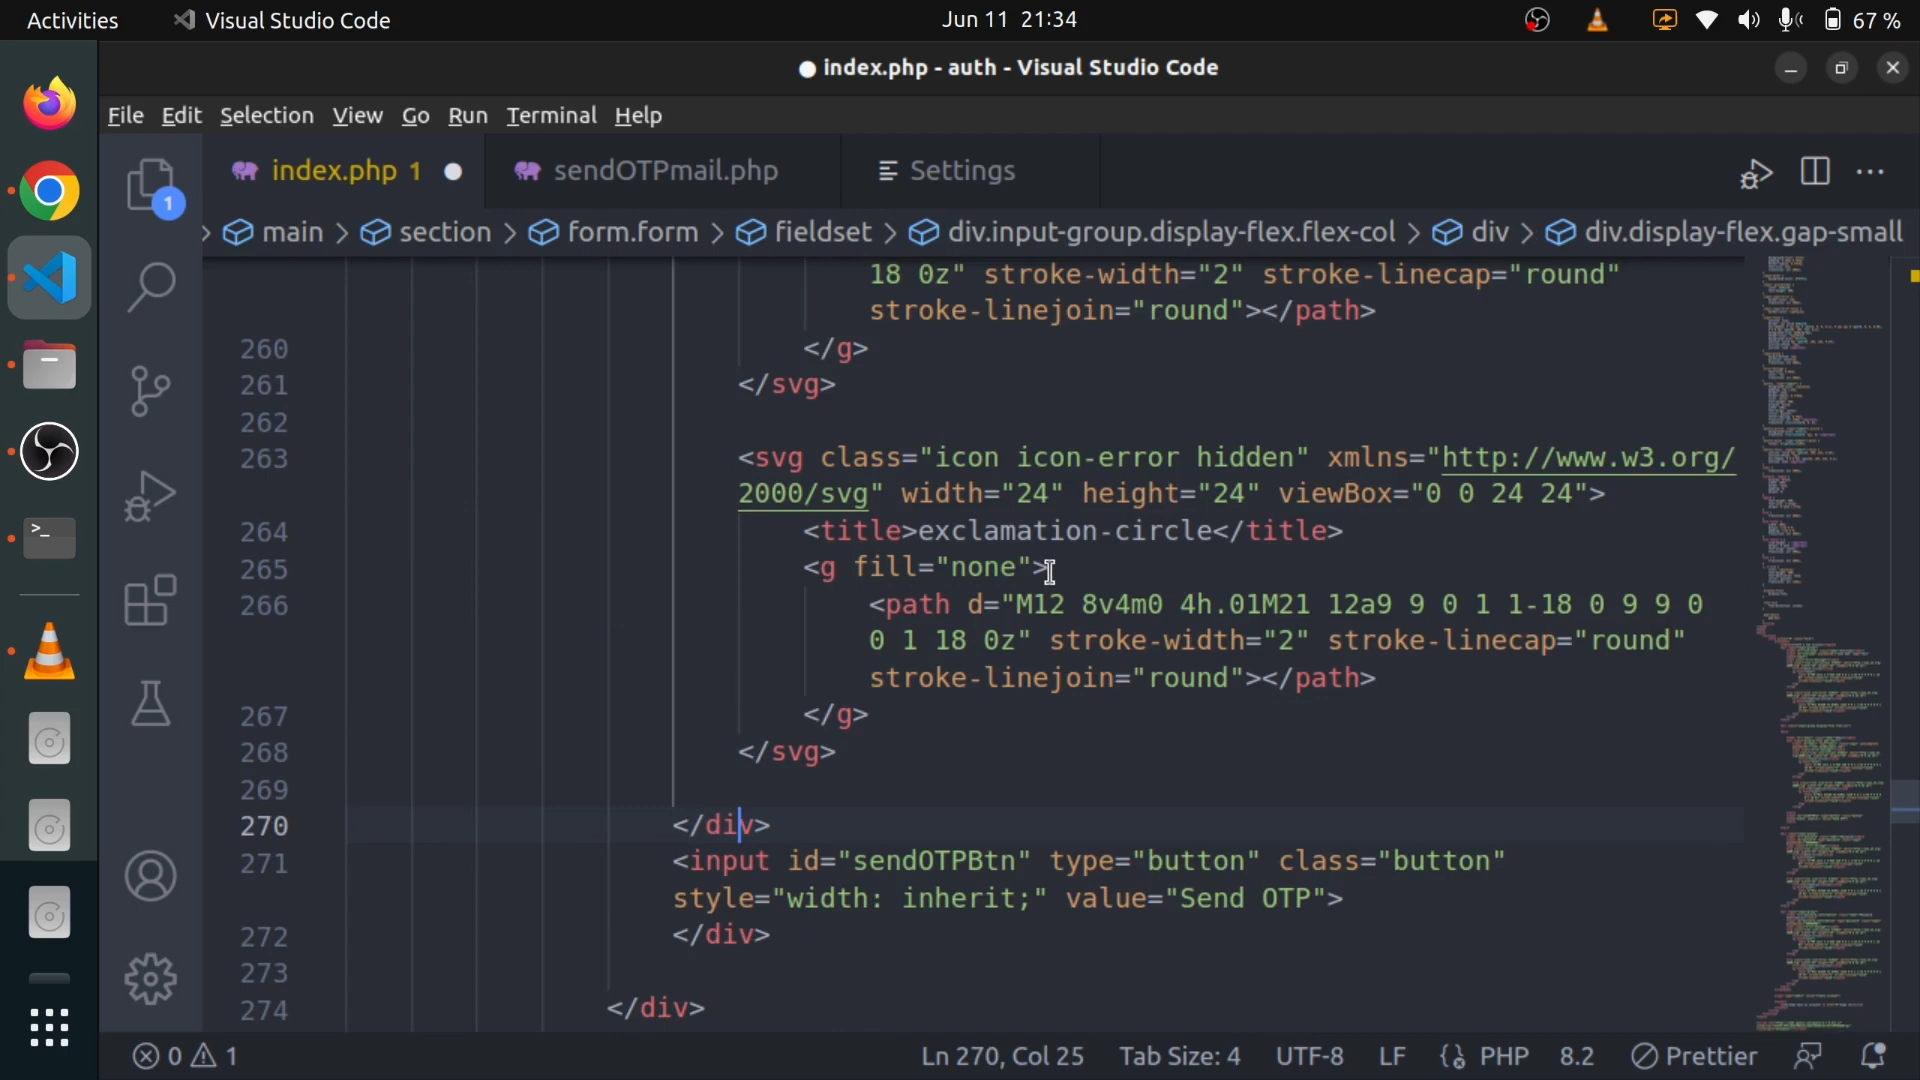 Activities Visual Studio Code Jun 11 21:34 67 %
index.php - auth - Visual Studio Code
File Edit Selection View Go Run Terminal Help
index.php 1 sendOTPmail.php Settings
1
> main > section > form.form > fieldset > div.input-group.display-flex.flex-col > div > div.display-flex.gap-small
18 0z" stroke-width="2" stroke-linecap="round"
stroke-linejoin="round"></path>
260 </g>
261 </svg>
262
263 <svg class="icon icon-error hidden" xmlns="http://www.w3.org/
2000/svg" width="24" height="24" viewBox="0 0 24 24">
264 <title>exclamation-circle</title>
265 <g fill="none">
266 <path d="M12 8v4m0 4h.01M21 12a9 9 0 1 1-18 0 9 9 0
0 1 18 0z" stroke-width="2" stroke-linecap="round"
stroke-linejoin="round"></path>
267 </g>
268 </svg>
269
270 </div>
271 <input id="sendOTPBtn" type="button" class="button"
style="width: inherit;" value="Send OTP">
272 </div>
273
274 </div>
0 1 Ln 270, Col 25 Tab Size: 4 UTF-8 LF PHP 8.2 Prettier